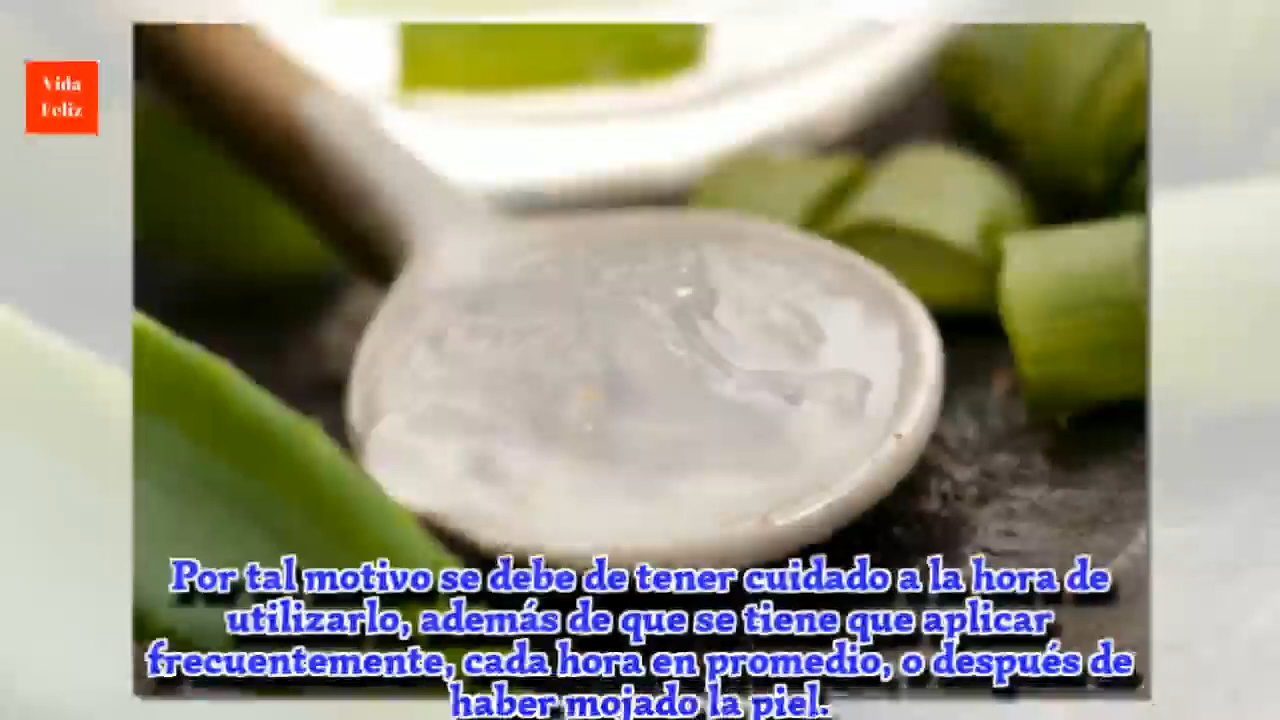 Vida
Feliz
Por tal motivo se debe de tener cuidado a la hora de
utilizarlo, además de que se tiene que aplicar
frecuentemente, cada hora en promedio, o después de
haber mojado la piel.